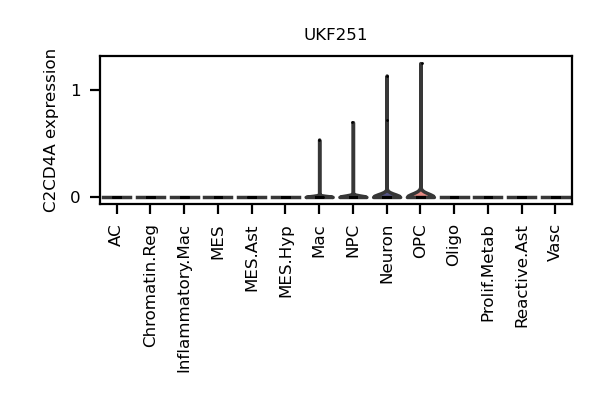 UKF251
C2CD4A expression
1
0
AC
Chromatin.Reg
Inflammatory.Mac
MES
MES.Ast
MES.Hyp
Mac
NPC
Neuron
OPC
Oligo
Prolif.Metab
Reactive.Ast
Vasc